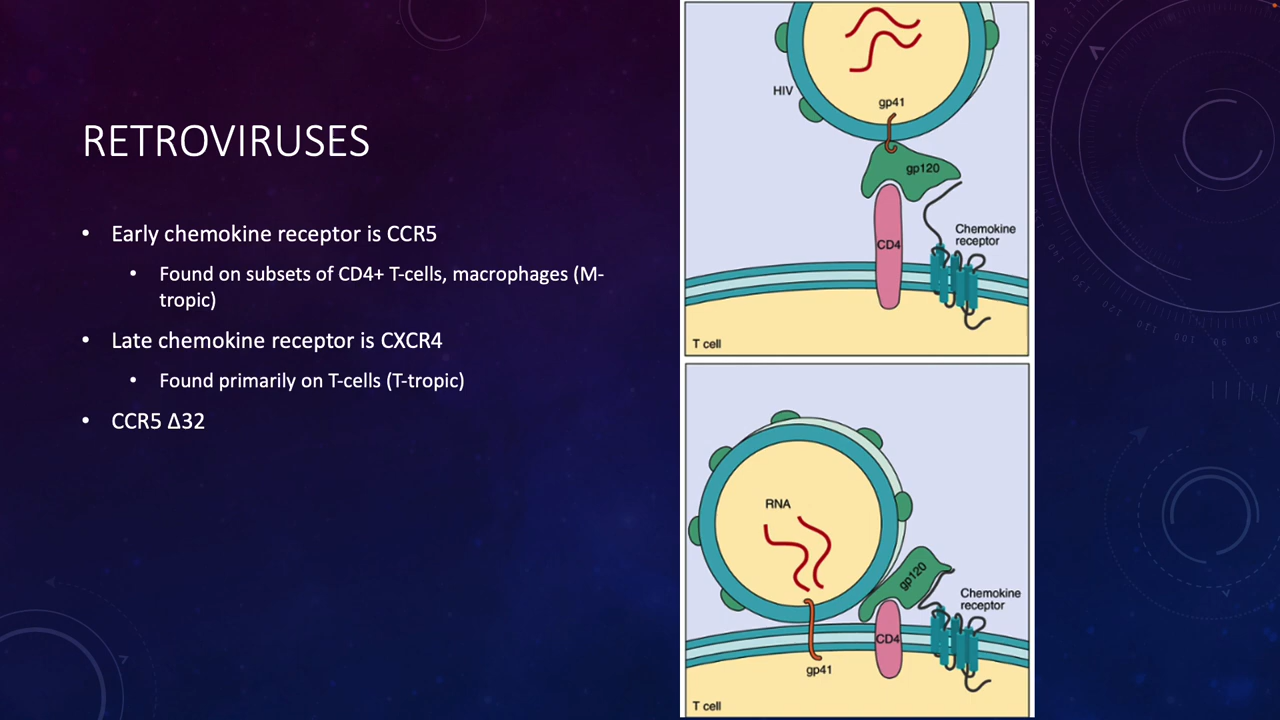 RETROVIRUSES
• Early chemokine receptor is CCR5
• Found on subsets of CD4+ T-cells, macrophages (M-
tropic)
• Late chemokine receptor is CXCR4
• Found primarily on T-cells (T-tropic)
• CCR5 Δ32
HIV
gp41
gp120
CD4
Chemokine
receptor
T cell
RNA
gp120
Chemokine
receptor
CD4
gp41
T cell